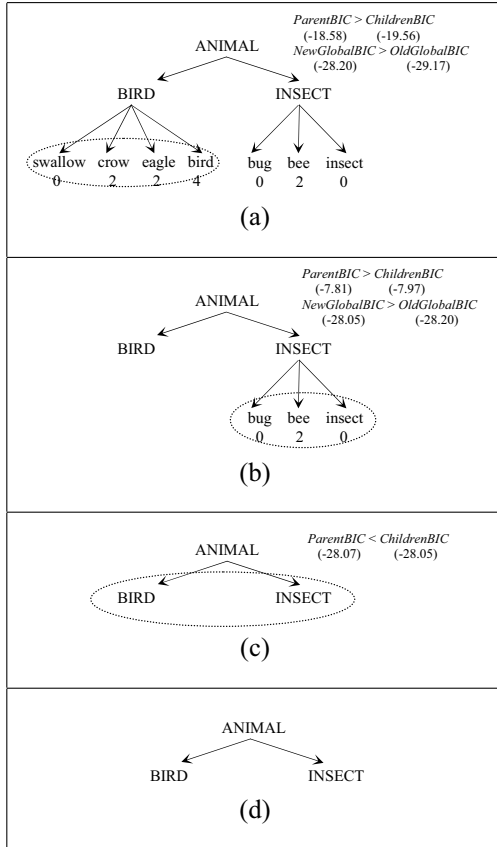 ParentBIC > ChildrenBIC
(-18.58) (-19.56)
NewGlobalBIC > OldGlobalBIC
(-28.20) (-29.17)
ANIMAL
BIRD INSECT
swallow crow eagle bird bug bee insect
0 2 2 4 0 2 0
(a)
ParentBIC > ChildrenBIC
(-7.81) (-7.97)
NewGlobalBIC > OldGlobalBIC
(-28.05) (-28.20)
ANIMAL
BIRD INSECT
bug bee insect
0 2 0
(b)
ParentBIC < ChildrenBIC
(-28.07) (-28.05)
ANIMAL
BIRD INSECT
(c)
ANIMAL
BIRD INSECT
(d)